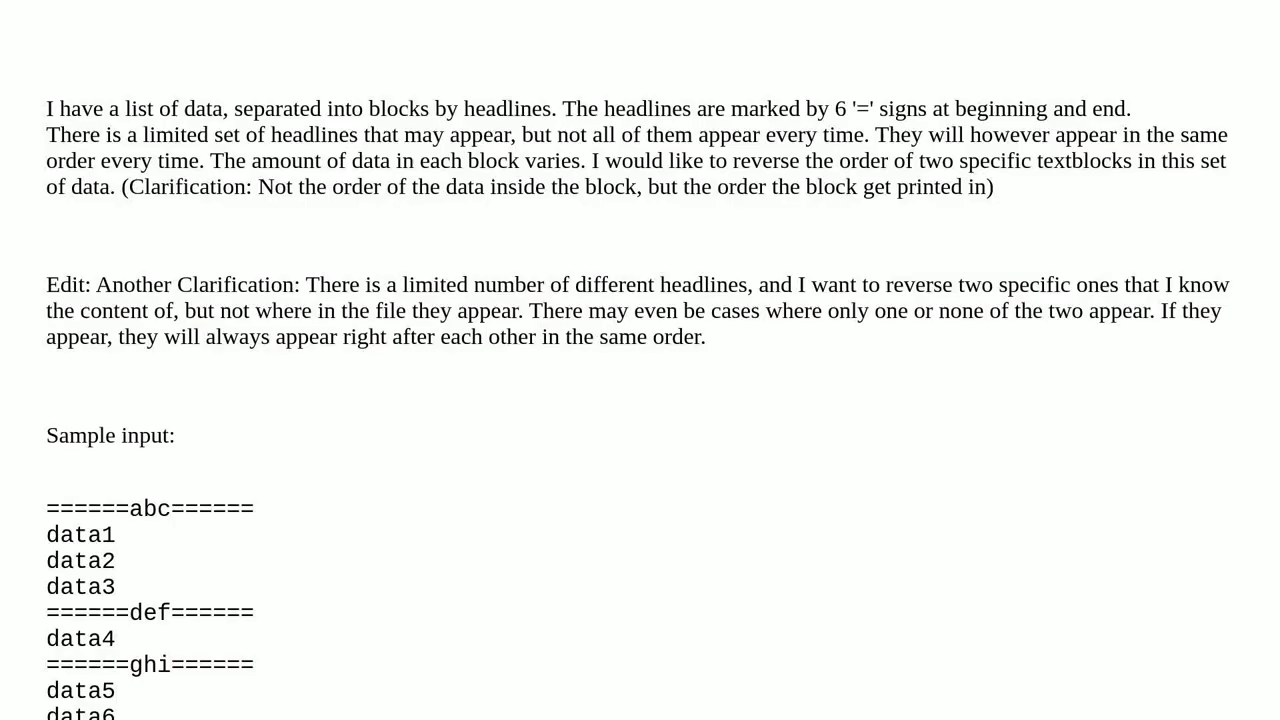 I have a list of data, separated into blocks by headlines. The headlines are marked by 6 '=' signs at beginning and end.
There is a limited set of headlines that may appear, but not all of them appear every time. They will however appear in the same
order every time. The amount of data in each block varies. I would like to reverse the order of two specific textblocks in this set
of data. (Clarification: Not the order of the data inside the block, but the order the block get printed in)
Edit: Another Clarification: There is a limited number of different headlines, and I want to reverse two specific ones that I know
the content of, but not where in the file they appear. There may even be cases where only one or none of the two appear. If they
appear, they will always appear right after each other in the same order.
Sample input:
======abc======
data1
data2
data3
======def======
data4
======ghi======
data5
data6